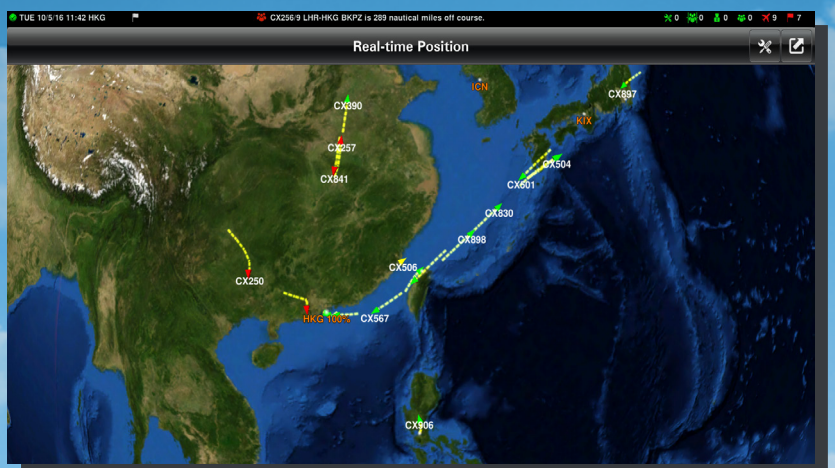 TUE 10/5/16 11:42 HKG
CX256/9 LHR-HKG BKPZ is 289 nautical miles off course.
0 0 0 0 9 7
Real-time Position
ICN
CX897
CX390
KIX
CX257
CX504
CX841
CX601
CX830
CX898
CX506
CX250
HKG 100%
CX567
CX906